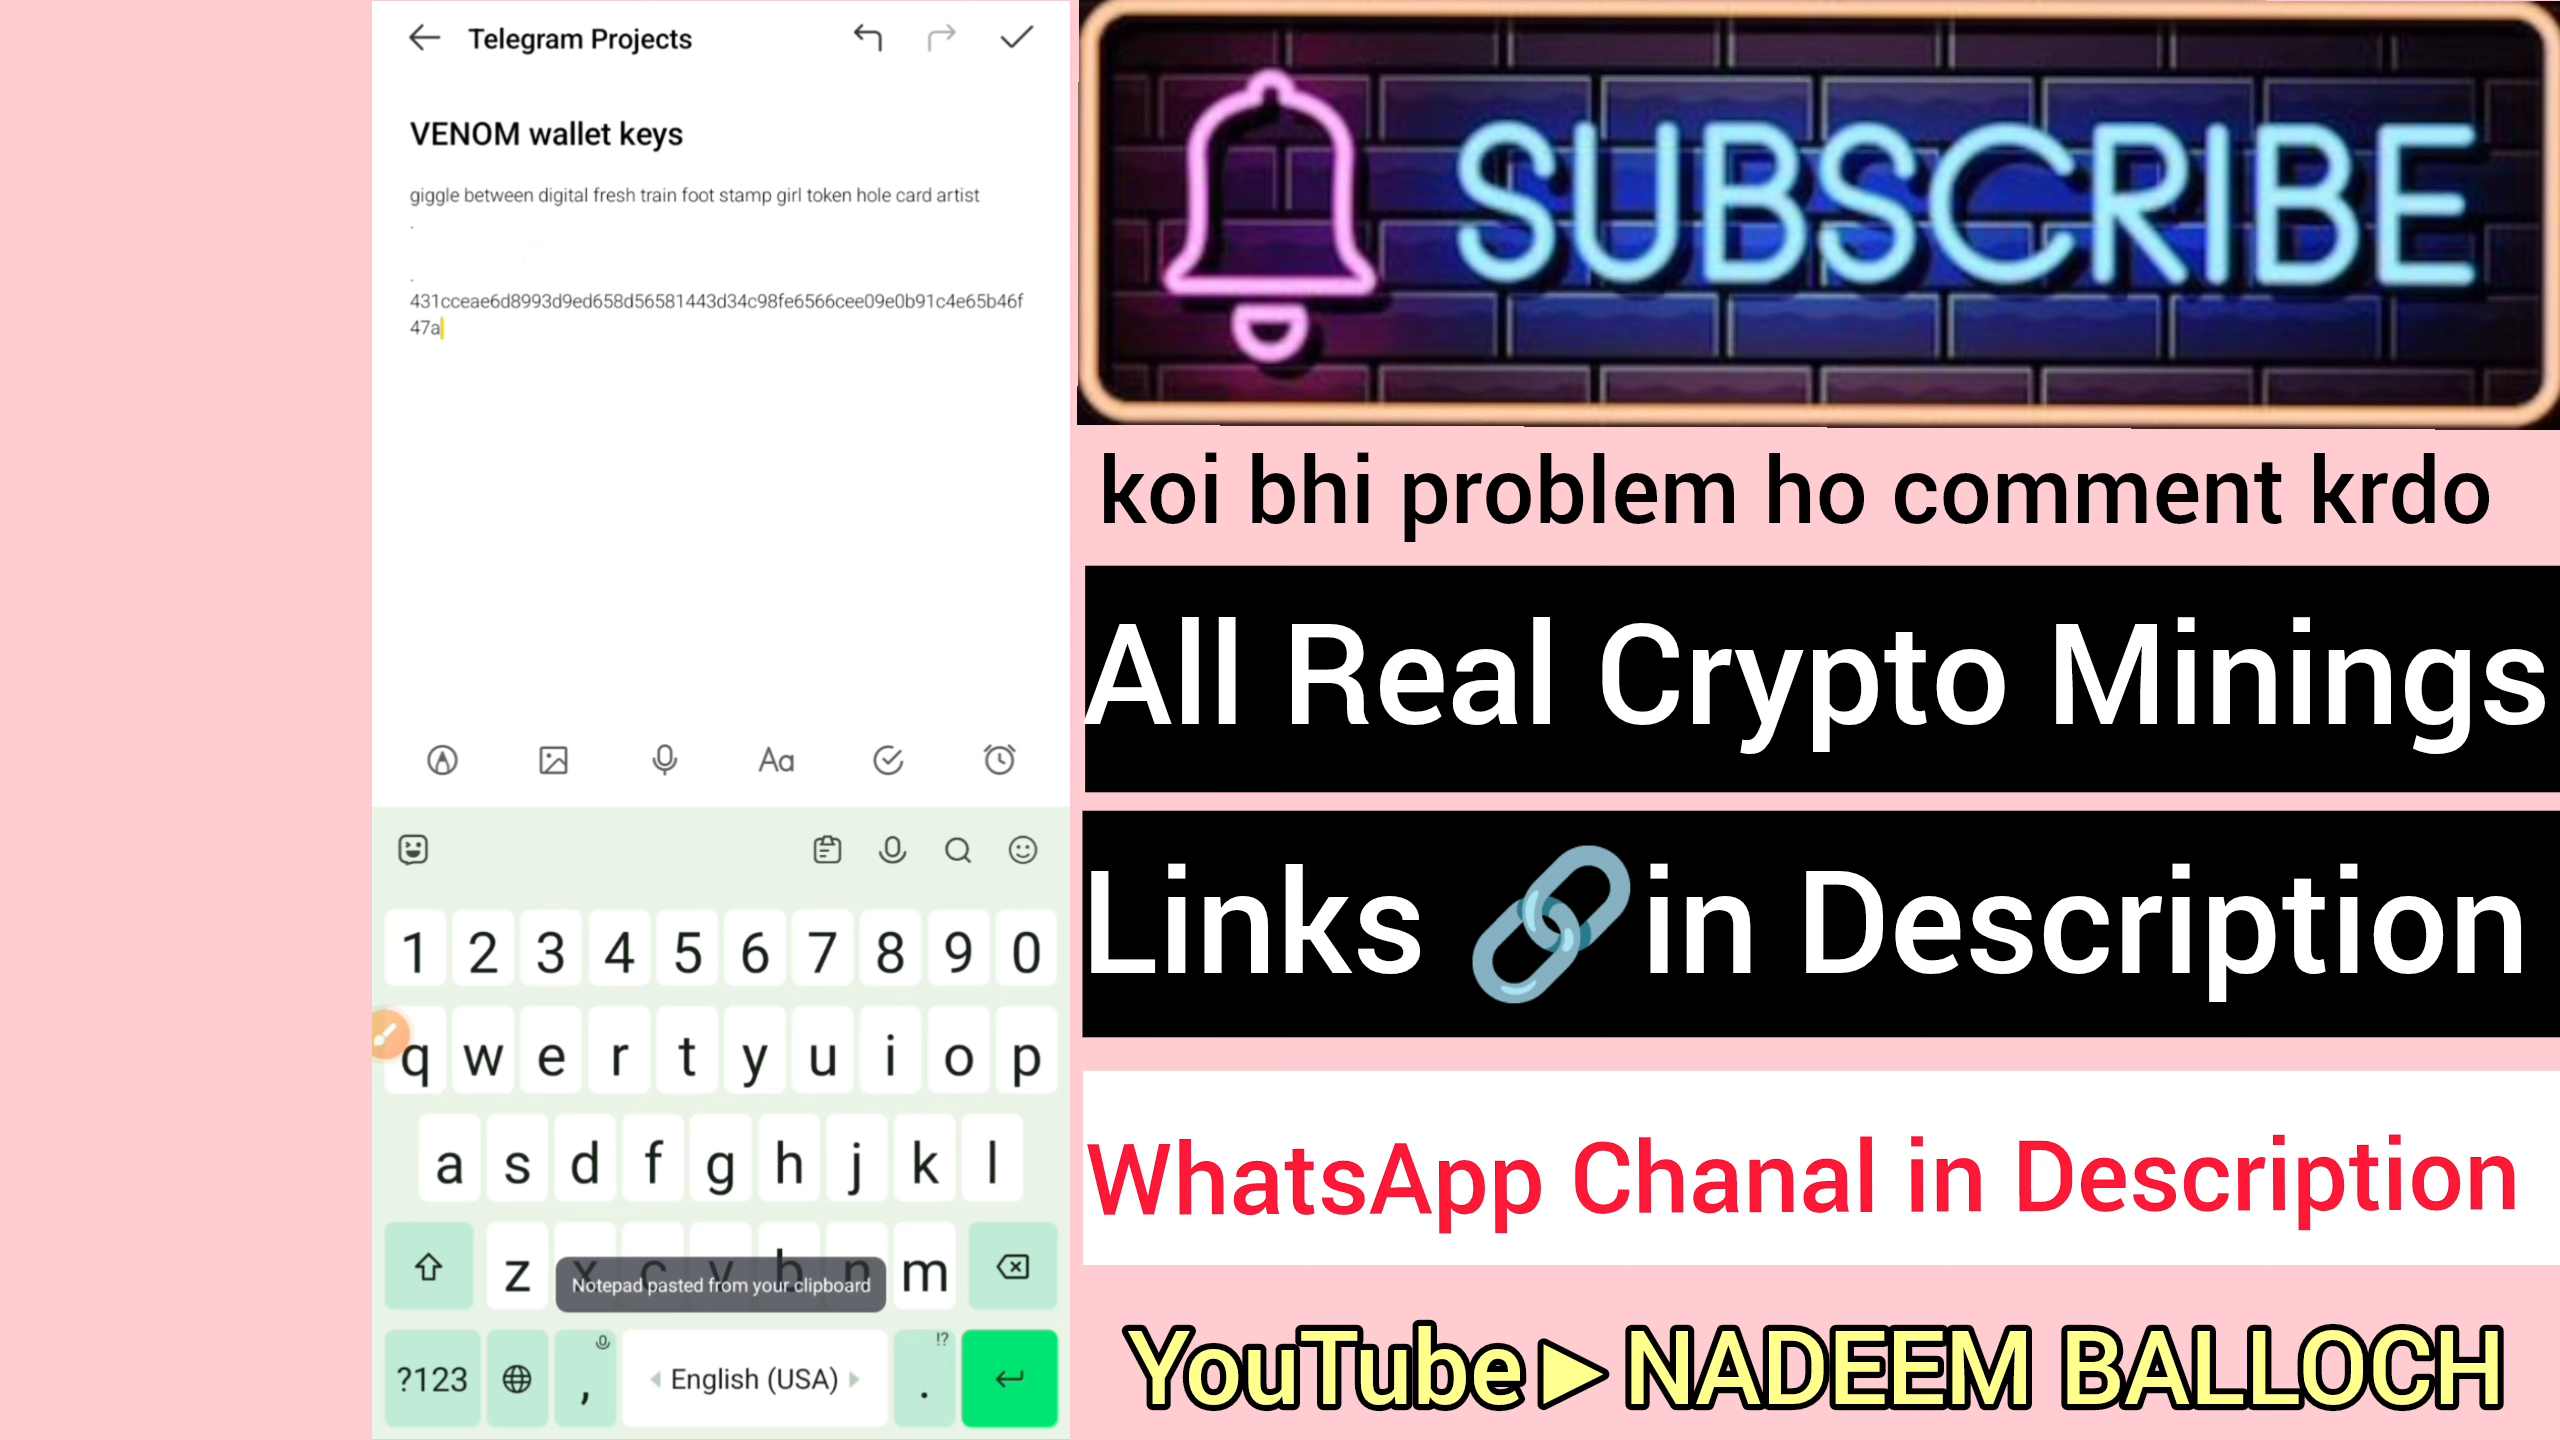 Telegram Projects
VENOM wallet keys
giggle between digital fresh train foot stamp girl token hole card artist
.
.
431cceae6d8993d9ed658d56581443d34c98fe6566cee09e0b91c4e65b46f
47a
Aa
1 2 3 4 5 6 7 8 9 0
q w e r t y u i o p
a s d f g h j k l
z x c v b n m
Notepad pasted from your clipboard
?123 , English (USA) . !?
SUBSCRIBE
koi bhi problem ho comment krdo
All Real Crypto Minings
Links 🔗in Description
WhatsApp Chanal in Description
YouTube►NADEEM BALLOCH